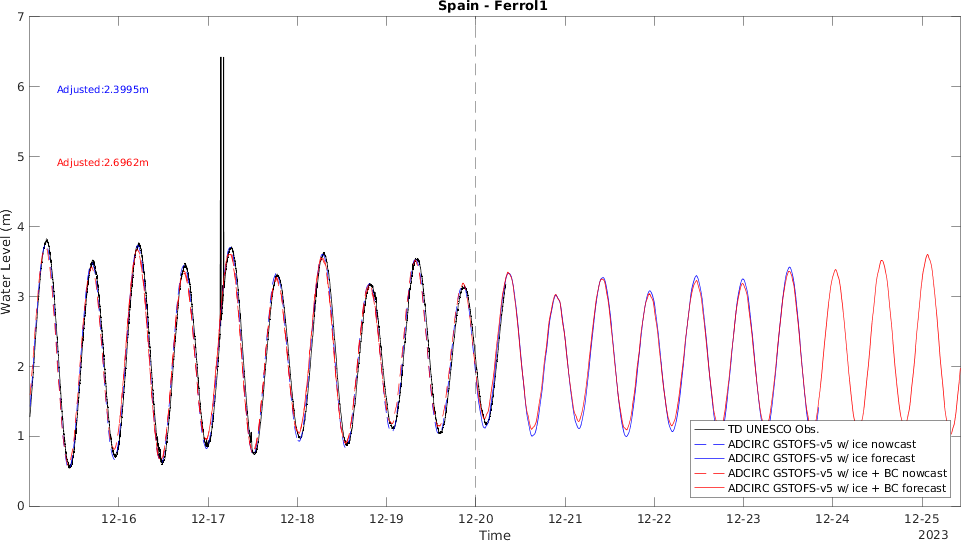 Spain - Ferrol1
7
6
5
4
3
2
1
0
Water Level (m)
Adjusted:2.3995m
Adjusted:2.6962m
TD UNESCO Obs.
ADCIRC GSTOFS-v5 w/ ice nowcast
ADCIRC GSTOFS-v5 w/ ice forecast
ADCIRC GSTOFS-v5 w/ ice + BC nowcast
ADCIRC GSTOFS-v5 w/ ice + BC forecast
12-16 12-17 12-18 12-19 12-20 12-21 12-22 12-23 12-24 12-25
2023
Time